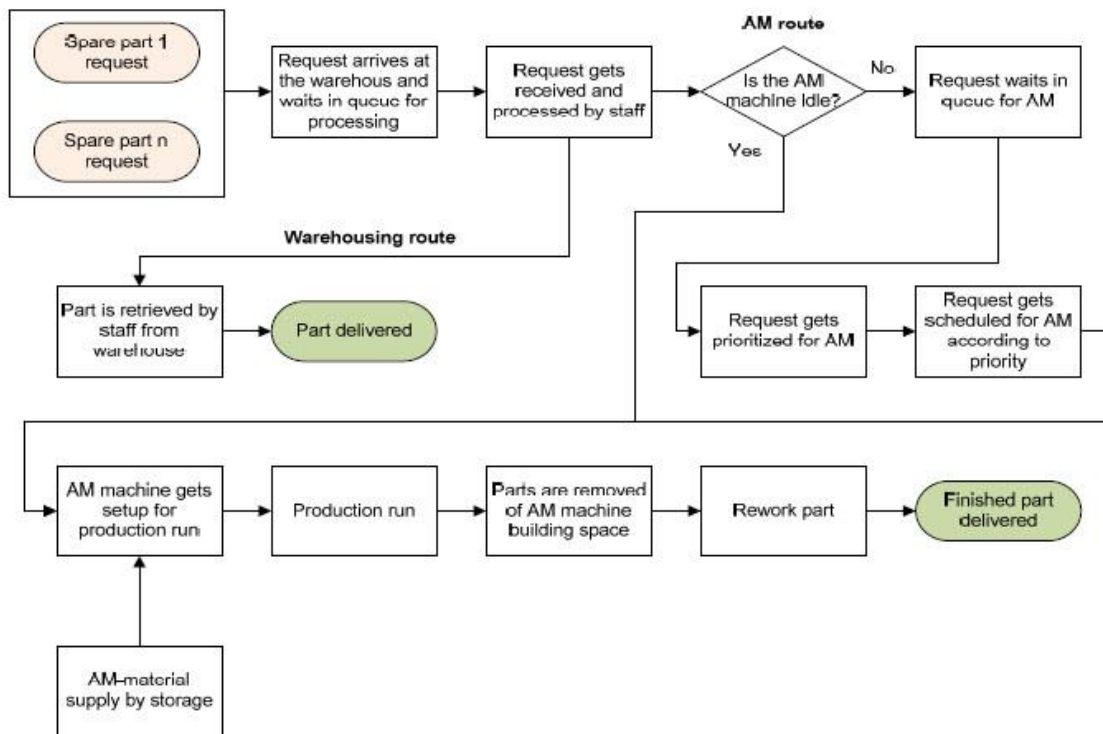 Spare part 1
request
Spare part n
request
Request arrives at
the warehous and
waits in queue for
processing
Request gets
received and
processed by staff
AM route
Is the AM
machine Idle?
No
Yes
Request waits in
queue for AM
Warehousing route
Part is retrieved by
staff from
warehouse
Part delivered
Request gets
prioritized for AM
Request gets
scheduled for AM
according to
priority
AM machine gets
setup for
production run
Production run
Parts are removed
of AM machine
building space
Rework part
Finished part
delivered
AM-material
supply by storage